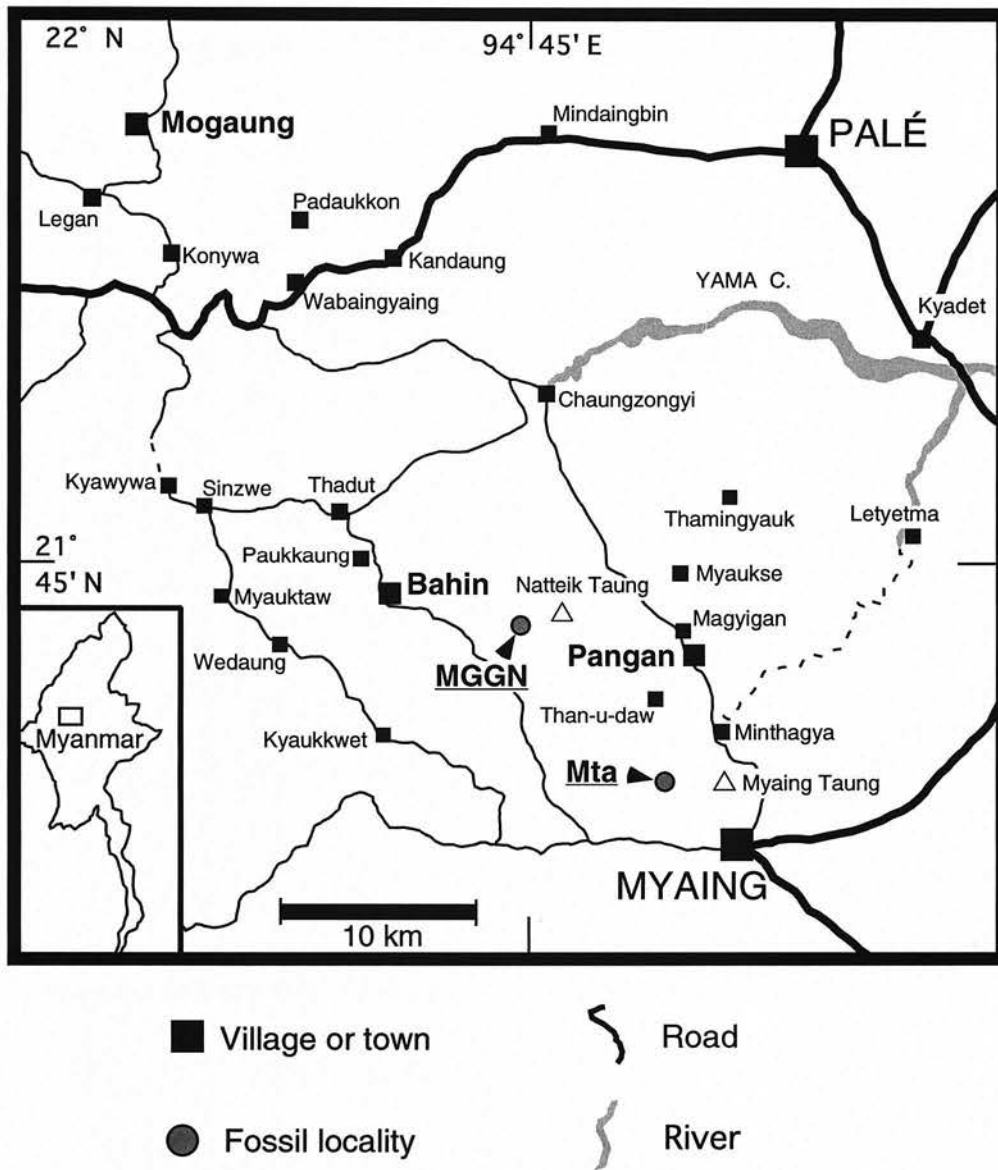 22° N
94° 45' E
Mogaung
Mindaingbin
PALÉ
Legan
Padaukkon
Konywa
Kandaung
Wabaingyaing
YAMA C.
Kyadet
Chaungzongyi
Kyawywa
Sinzwe
Thadut
Thamingyauk
Letyetma
21°
45' N
Paukkaung
Bahin
Natteik Taung
Myaukse
Myauktaw
Magyigan
Wedaung
MGGN
Pangan
Than-u-daw
Kyaukkwet
Minthagya
Myanmar
Mta
Myaing Taung
MYAING
10 km
Village or town
Road
Fossil locality
River